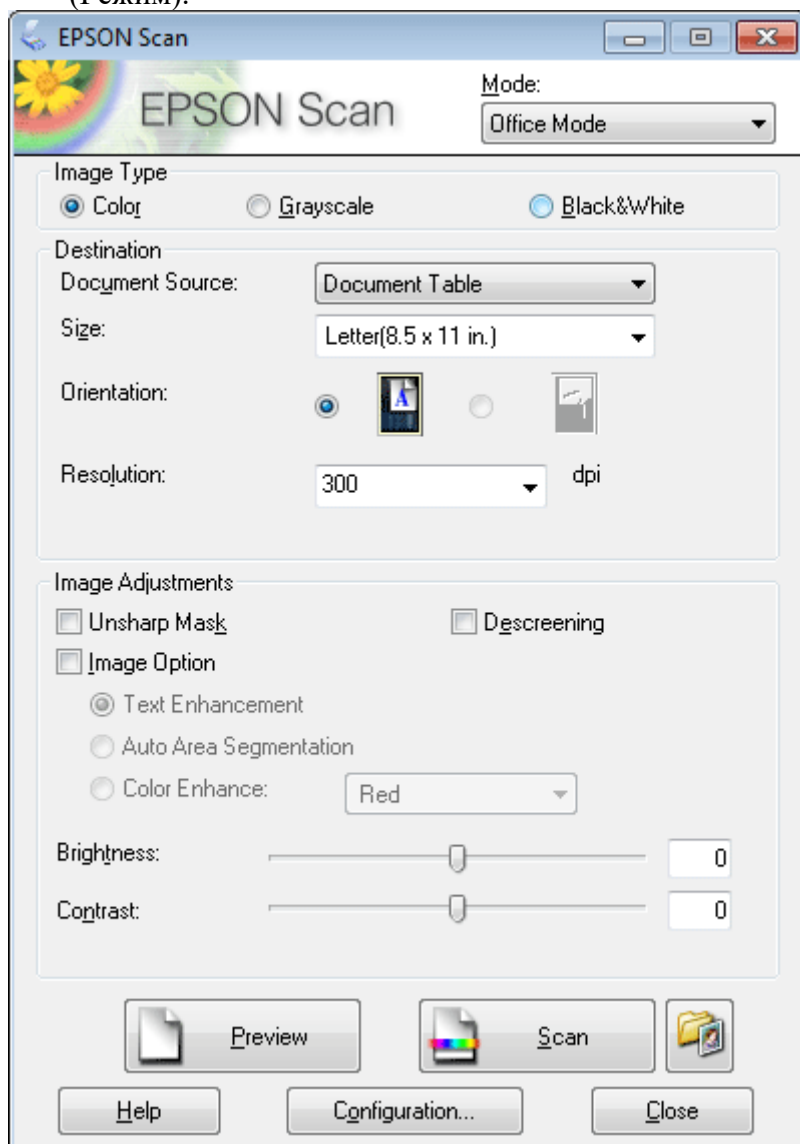 (Режим).
EPSON Scan
EPSON Scan
Mode:
Office Mode
Image Type
Color Grayscale Black&White
Destination
Document Source: Document Table
Size: Letter(8.5 x 11 in.)
Orientation: A
Resolution: 300 dpi
Image Adjustments
Unsharp Mask Descreening
Image Option
Text Enhancement
Auto Area Segmentation
Color Enhance: Red
Brightness: 0
Contrast: 0
Preview Scan
Help Configuration... Close